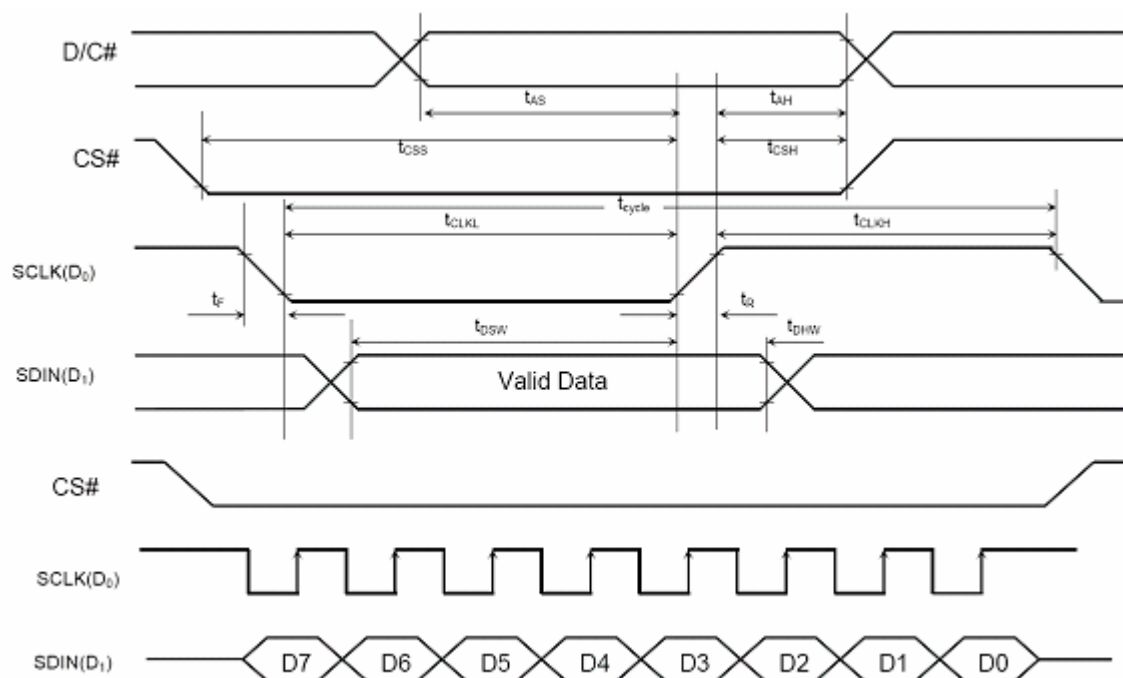 D/C#
tAS
tAH
CS#
tCSS
tCSH
tcycle
tCLKL
tCLKH
SCLK(D0)
tF
tR
tDSW
tDHW
SDIN(D1)
Valid Data
CS#
SCLK(D0)
SDIN(D1)
D7 D6 D5 D4 D3 D2 D1 D0